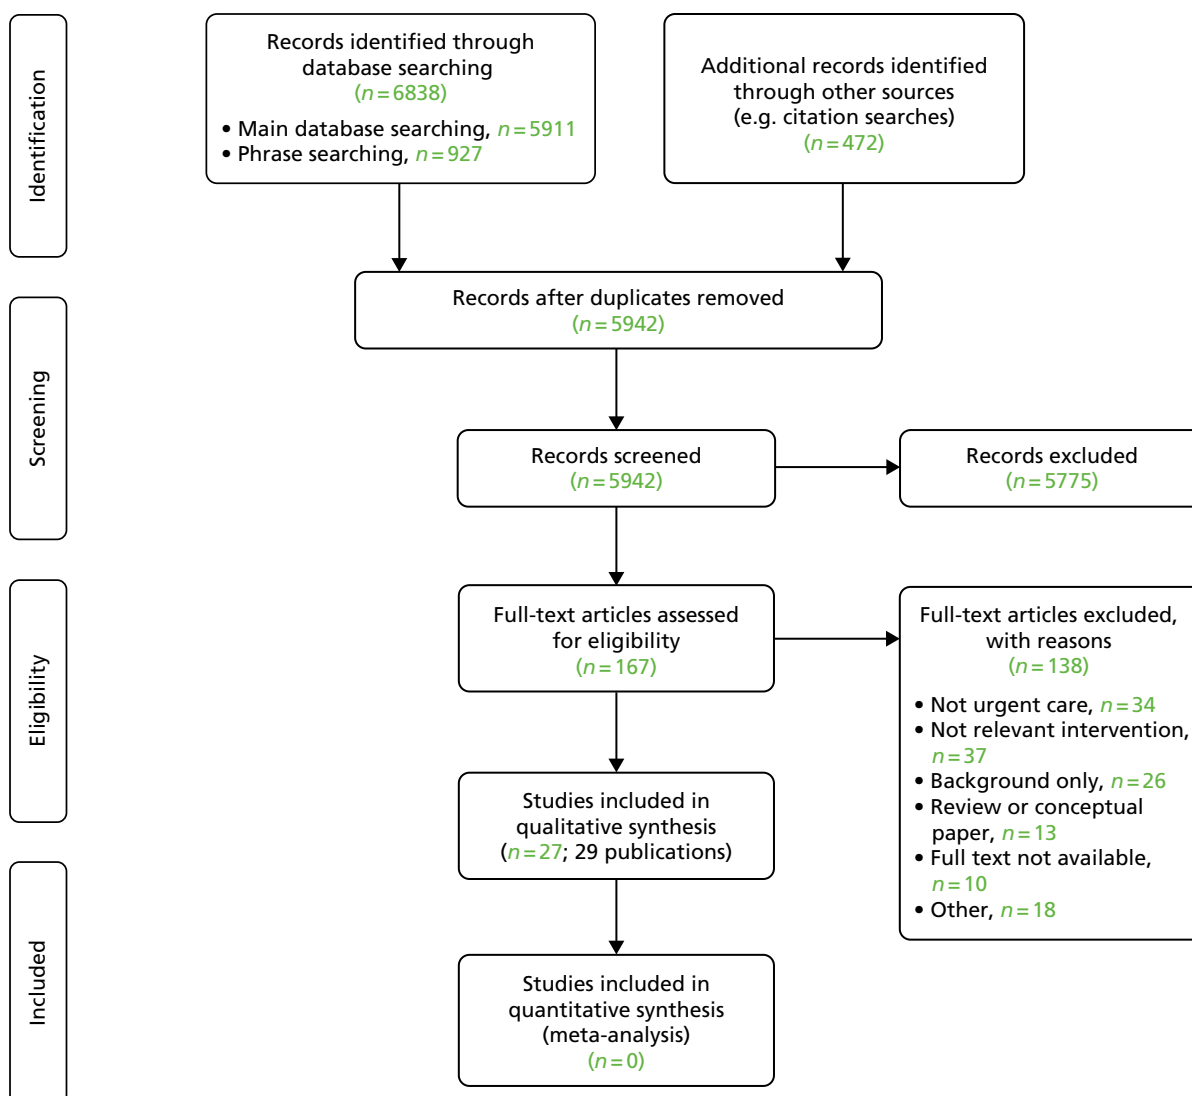 Identification
Records identified through
database searching
(n=6838)
• Main database searching, n=5911
• Phrase searching, n=927
Additional records identified
through other sources
(e.g. citation searches)
(n=472)
Screening
Records after duplicates removed
(n=5942)
Records screened
(n=5942)
Records excluded
(n=5775)
Eligibility
Full-text articles assessed
for eligibility
(n=167)
Full-text articles excluded,
with reasons
(n=138)
• Not urgent care, n=34
• Not relevant intervention,
n=37
• Background only, n=26
• Review or conceptual
paper, n=13
• Full text not available,
n=10
• Other, n=18
Studies included in
qualitative synthesis
(n=27; 29 publications)
Included
Studies included in
quantitative synthesis
(meta-analysis)
(n=0)